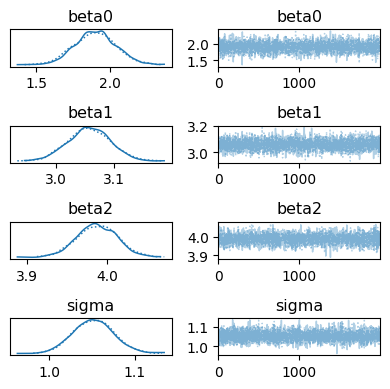 beta0 beta0
2.0
1.5
1.5 2.0 0 1000
beta1 beta1
3.2
3.0
3.0 3.1 0 1000
beta2 beta2
4.0
3.9
3.9 4.0 0 1000
sigma sigma
1.1
1.0
1.0 1.1 0 1000